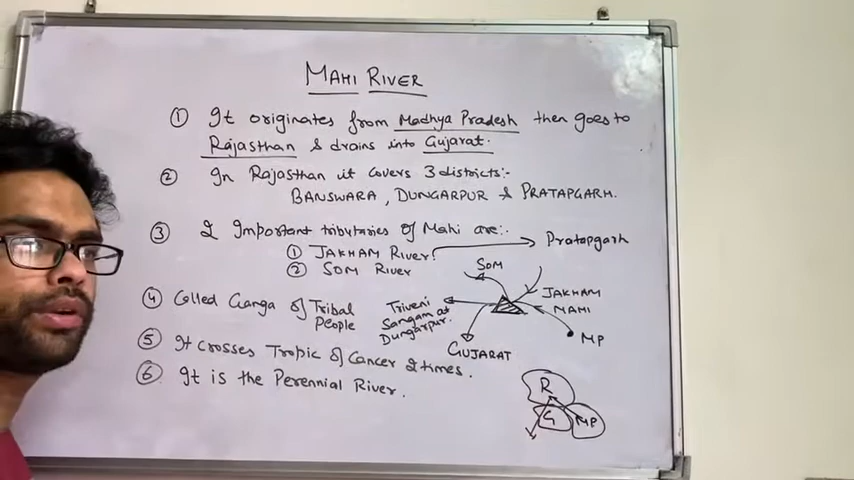 MAHI RIVER
① It originates from Madhya Pradesh then goes to
Rajasthan & drains into Gujarat.
② In Rajasthan it covers 3 districts:-
BANSWARA, DUNGARPUR & PRATAPGARH.
③ 2 Important tributaries of Mahi are:-
① JAKHAM River: Pratapgarh
② SOM River
SOM
JAKHAM
MAHI
MP
Triveni
Sangam at
Dungarpur.
GUJARAT
④ Called Ganga of Tribal
People
⑤ It crosses Tropic of Cancer 2 times.
⑥ It is the Perennial River.
R
G
MP